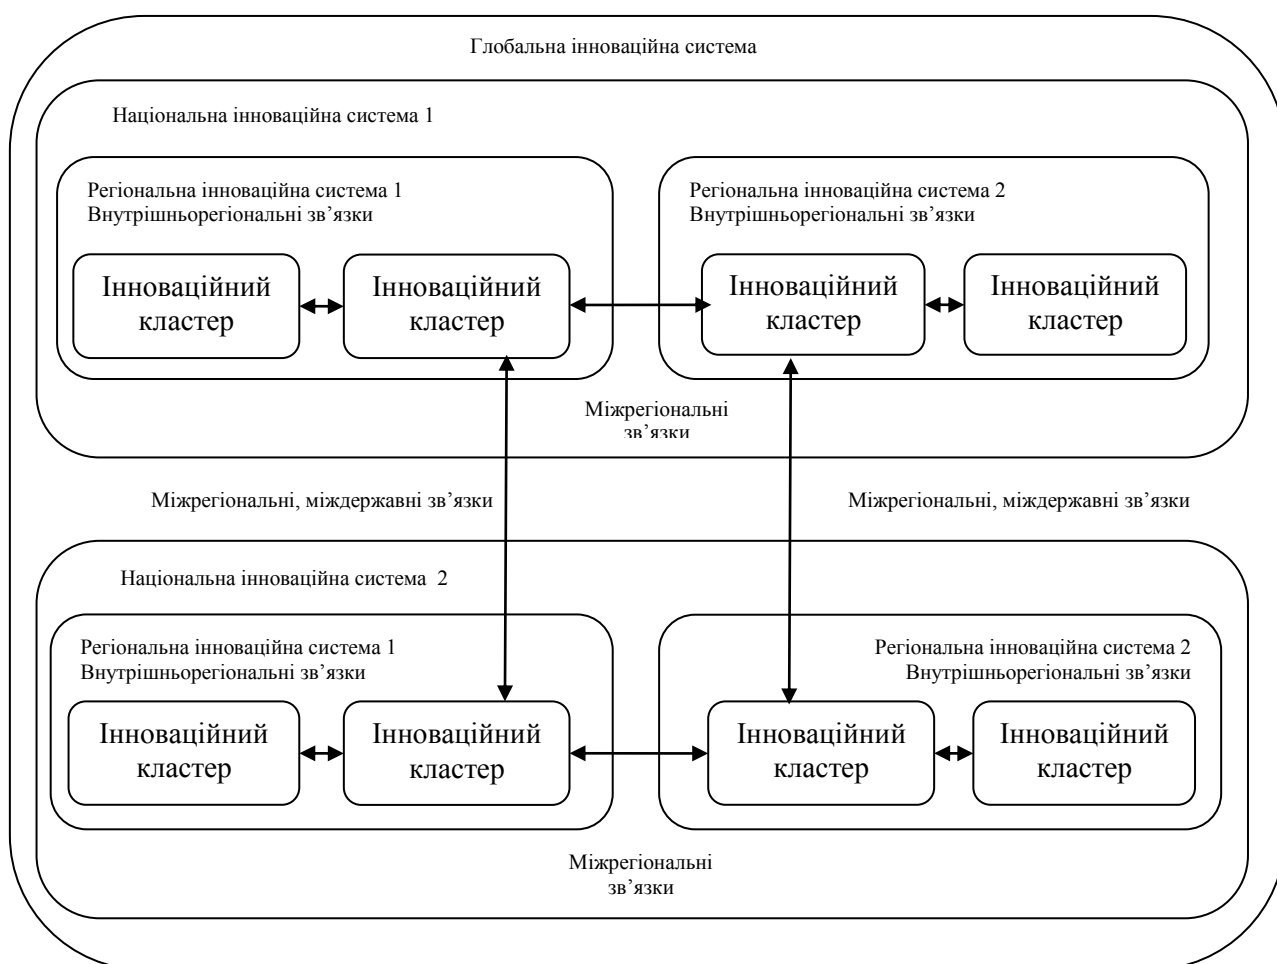 Глобальна інноваційна система
Національна інноваційна система 1
Регіональна інноваційна система 1
Внутрішньорегіональні зв’язки
Регіональна інноваційна система 2
Внутрішньорегіональні зв’язки
Інноваційний
кластер
Інноваційний
кластер
Інноваційний
кластер
Інноваційний
кластер
Міжрегіональні
зв’язки
Міжрегіональні, міждержавні зв’язки
Міжрегіональні, міждержавні зв’язки
Національна інноваційна система 2
Регіональна інноваційна система 1
Внутрішньорегіональні зв’язки
Регіональна інноваційна система 2
Внутрішньорегіональні зв’язки
Інноваційний
кластер
Інноваційний
кластер
Інноваційний
кластер
Інноваційний
кластер
Міжрегіональні
зв’язки